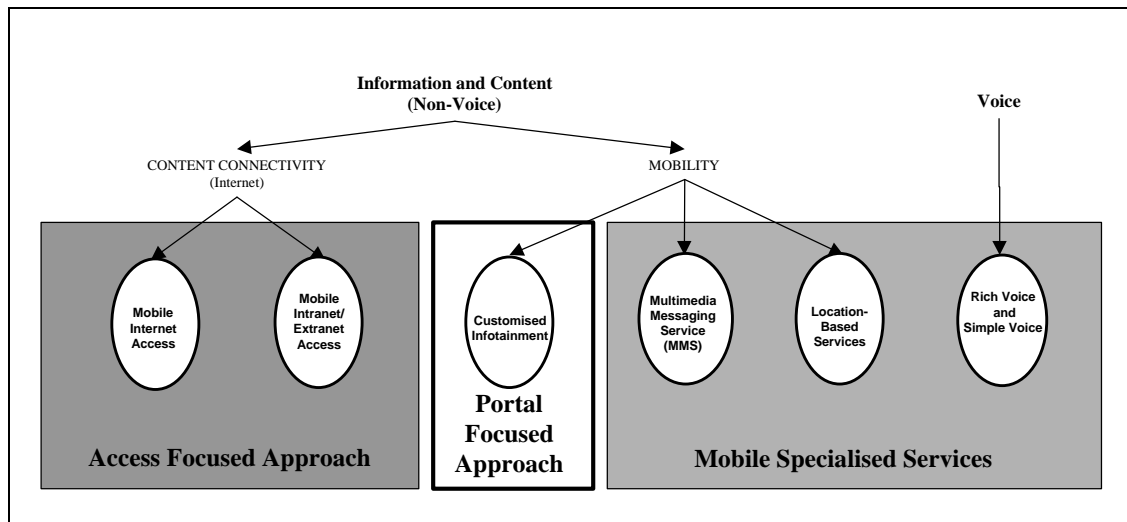 Information and Content
(Non-Voice)
Voice
CONTENT CONNECTIVITY
(Internet)
MOBILITY
Mobile
Internet
Access
Mobile
Intranet/
Extranet
Access
Customised
Infotainment
Multimedia
Messaging
Service
(MMS)
Location-
Based
Services
Rich Voice
and
Simple Voice
Access Focused Approach
Portal
Focused
Approach
Mobile Specialised Services